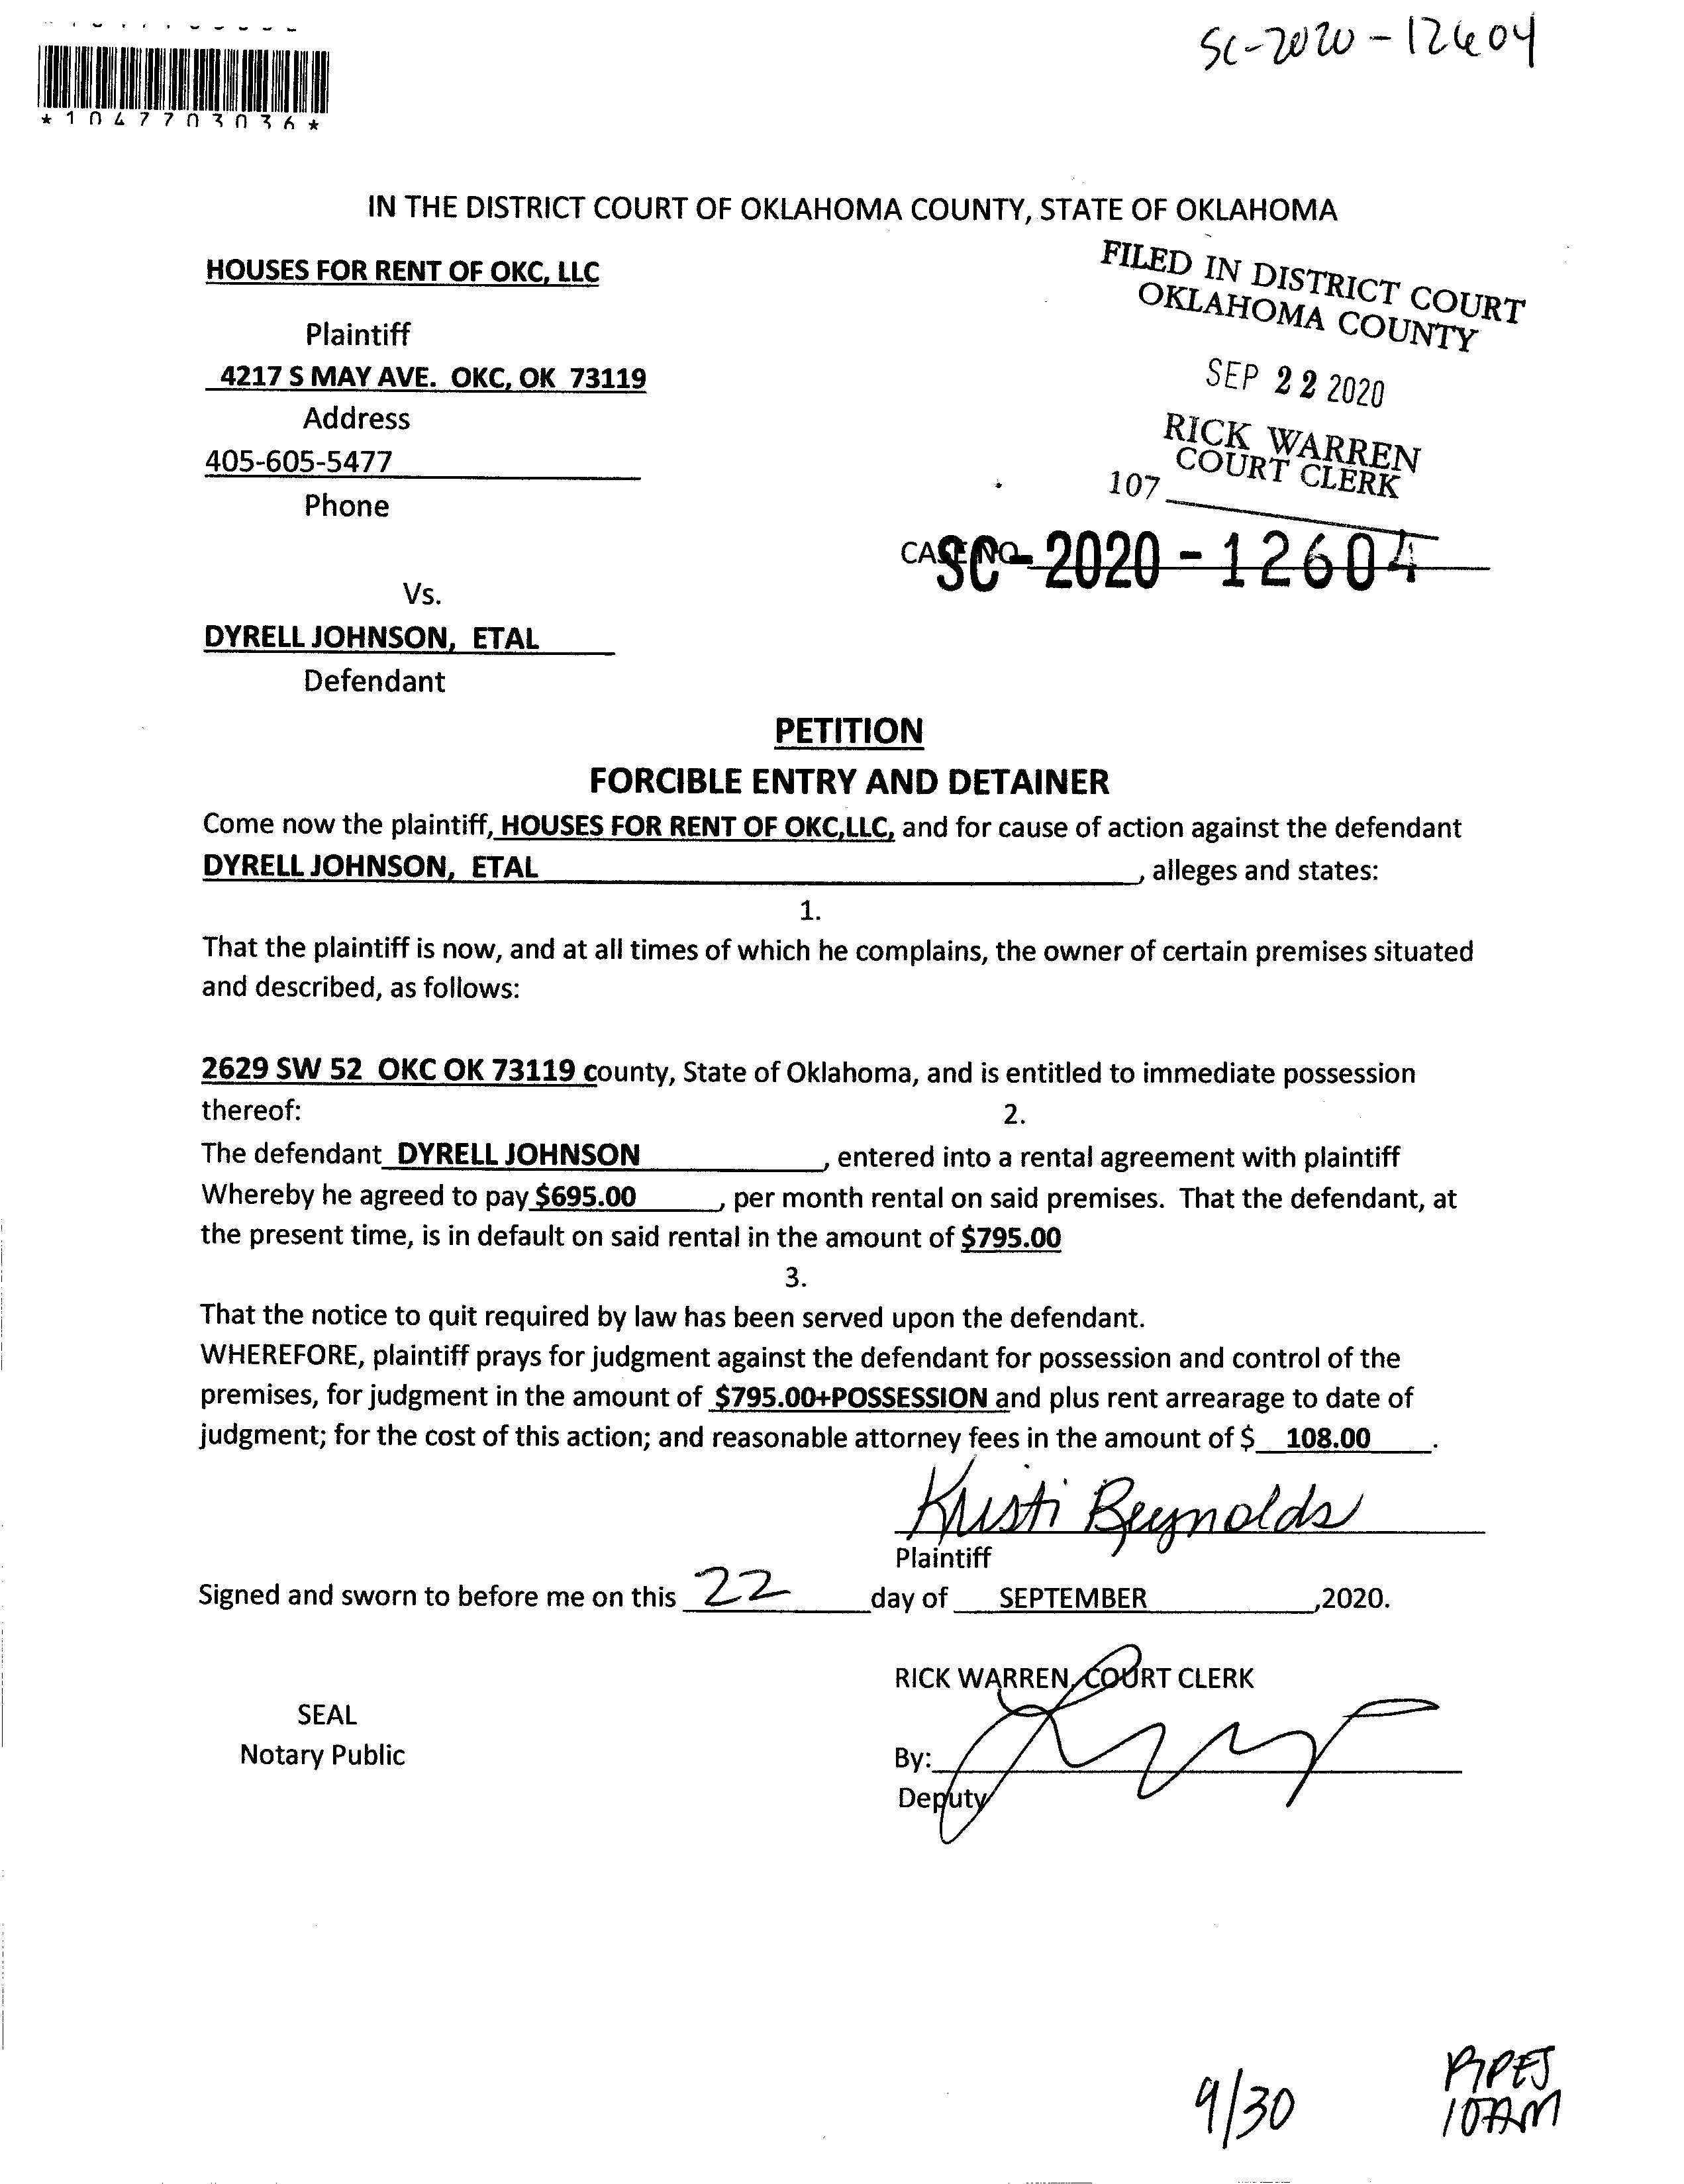 SC-2020-12604
*1047703036*
IN THE DISTRICT COURT OF OKLAHOMA COUNTY, STATE OF OKLAHOMA
HOUSES FOR RENT OF OKC, LLC
Plaintiff
4217 S MAY AVE. OKC, OK 73119
Address
405-605-5477
Phone
FILED IN DISTRICT COURT
OKLAHOMA COUNTY
SEP 22 2020
RICK WARREN
COURT CLERK
107
CASE NO. SC-2020-12604
Vs.
DYRELL JOHNSON, ETAL
Defendant
PETITION
FORCIBLE ENTRY AND DETAINER
Come now the plaintiff, HOUSES FOR RENT OF OKC,LLC, and for cause of action against the defendant
DYRELL JOHNSON, ETAL, alleges and states:
1.
That the plaintiff is now, and at all times of which he complains, the owner of certain premises situated
and described, as follows:
2629 SW 52 OKC OK 73119 county, State of Oklahoma, and is entitled to immediate possession
thereof:
2.
The defendant DYRELL JOHNSON, entered into a rental agreement with plaintiff
Whereby he agreed to pay $695.00, per month rental on said premises. That the defendant, at
the present time, is in default on said rental in the amount of $795.00
3.
That the notice to quit required by law has been served upon the defendant.
WHEREFORE, plaintiff prays for judgment against the defendant for possession and control of the
premises, for judgment in the amount of $795.00+POSSESSION and plus rent arrearage to date of
judgment; for the cost of this action; and reasonable attorney fees in the amount of $ 108.00.
Kristi Reynolds
Plaintiff
Signed and sworn to before me on this 22 day of SEPTEMBER,2020.
RICK WARREN, COURT CLERK
SEAL
Notary Public
By:
Deputy
9/30
PIPES
10AM